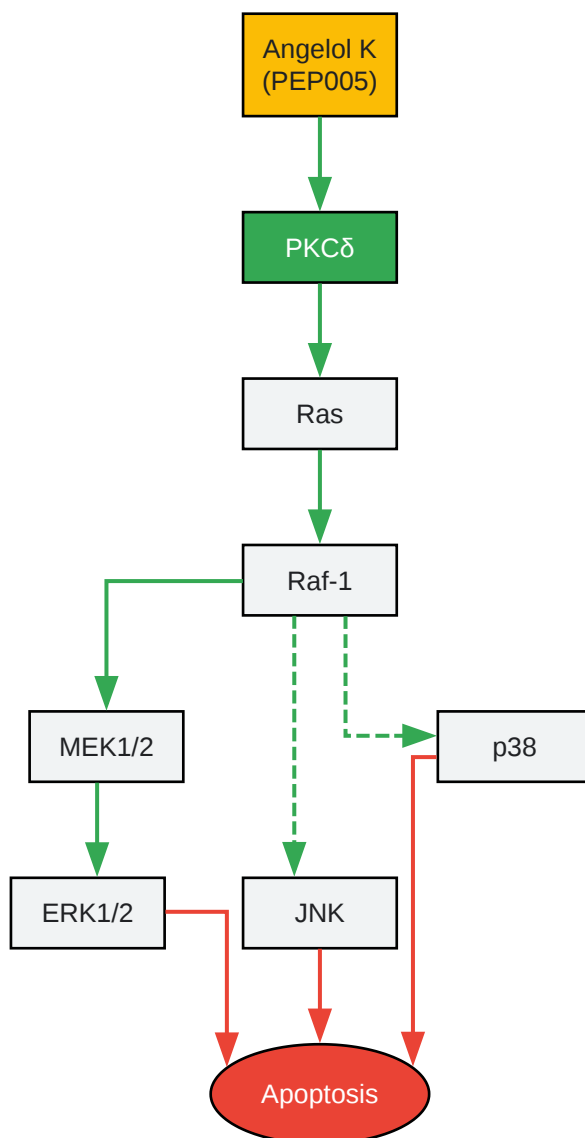 Angelol K
(PEP005)
PKCδ
Ras
Raf-1
MEK1/2
p38
ERK1/2
JNK
Apoptosis